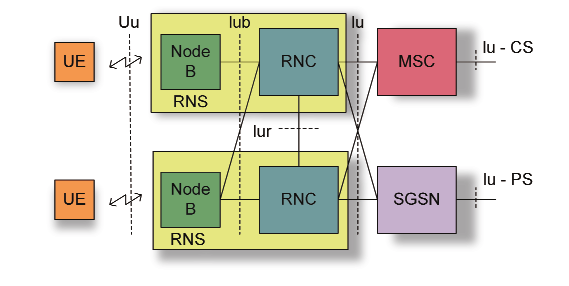 Uu
Iub
Iu
UE
Node
B
RNS
RNC
MSC
Iu - CS
Iur
UE
Node
B
RNS
RNC
SGSN
Iu - PS